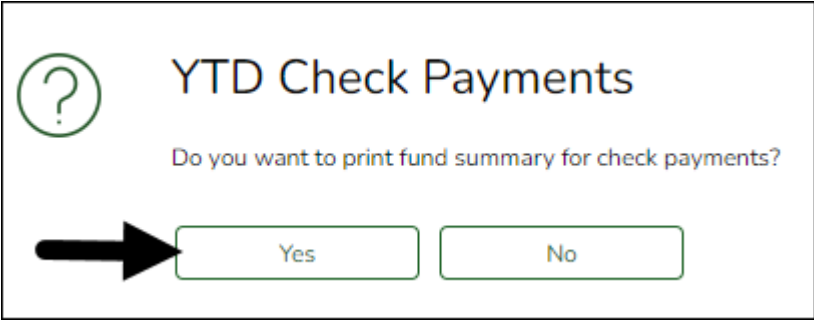 ?
YTD Check Payments
Do you want to print fund summary for check payments?
Yes No